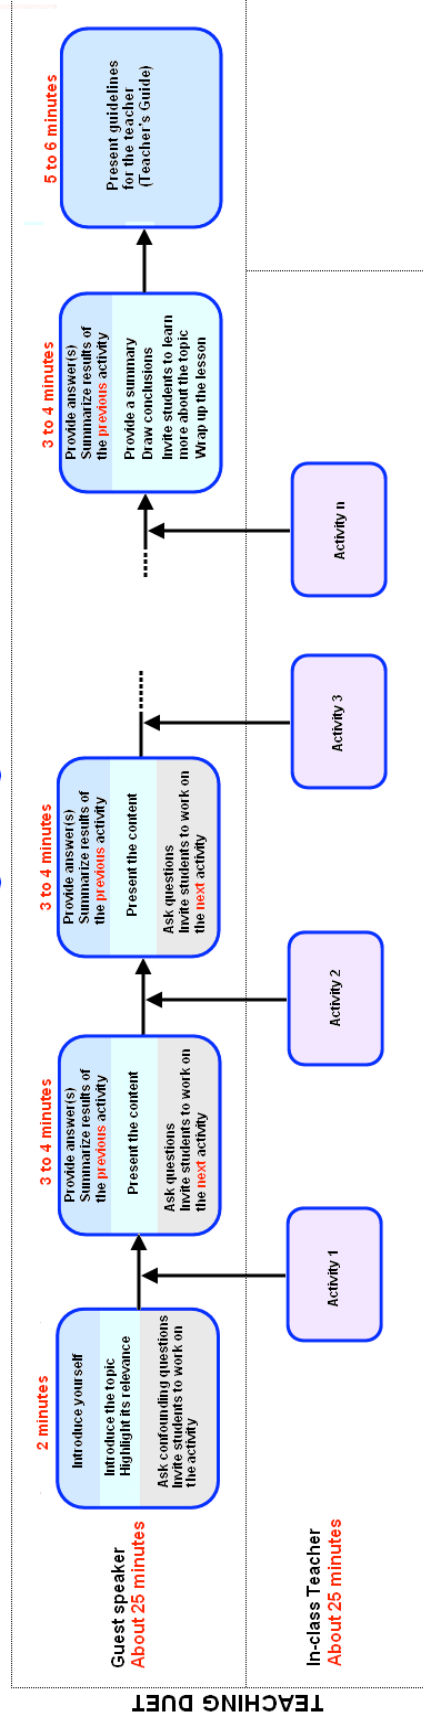 TEACHING DUET
Guest speaker
About 25 minutes
2 minutes
Introduce yourself
Introduce the topic
Highlight its relevance
Ask confounding questions
Invite students to work on
the activity
3 to 4 minutes
Provide answer(s)
Summarize results of
the previous activity
Present the content
Ask questions
Invite students to work on
the next activity
3 to 4 minutes
Provide answer(s)
Summarize results of
the previous activity
Present the content
Ask questions
Invite students to work on
the next activity
3 to 4 minutes
Provide answer(s)
Summarize results of
the previous activity
Provide a summary
Draw conclusions
Invite students to learn
more about the topic
Wrap up the lesson
5 to 6 minutes
Present guidelines
for the teacher
(Teacher's Guide)
In-class Teacher
About 25 minutes
Activity 1
Activity 2
Activity 3
Activity n